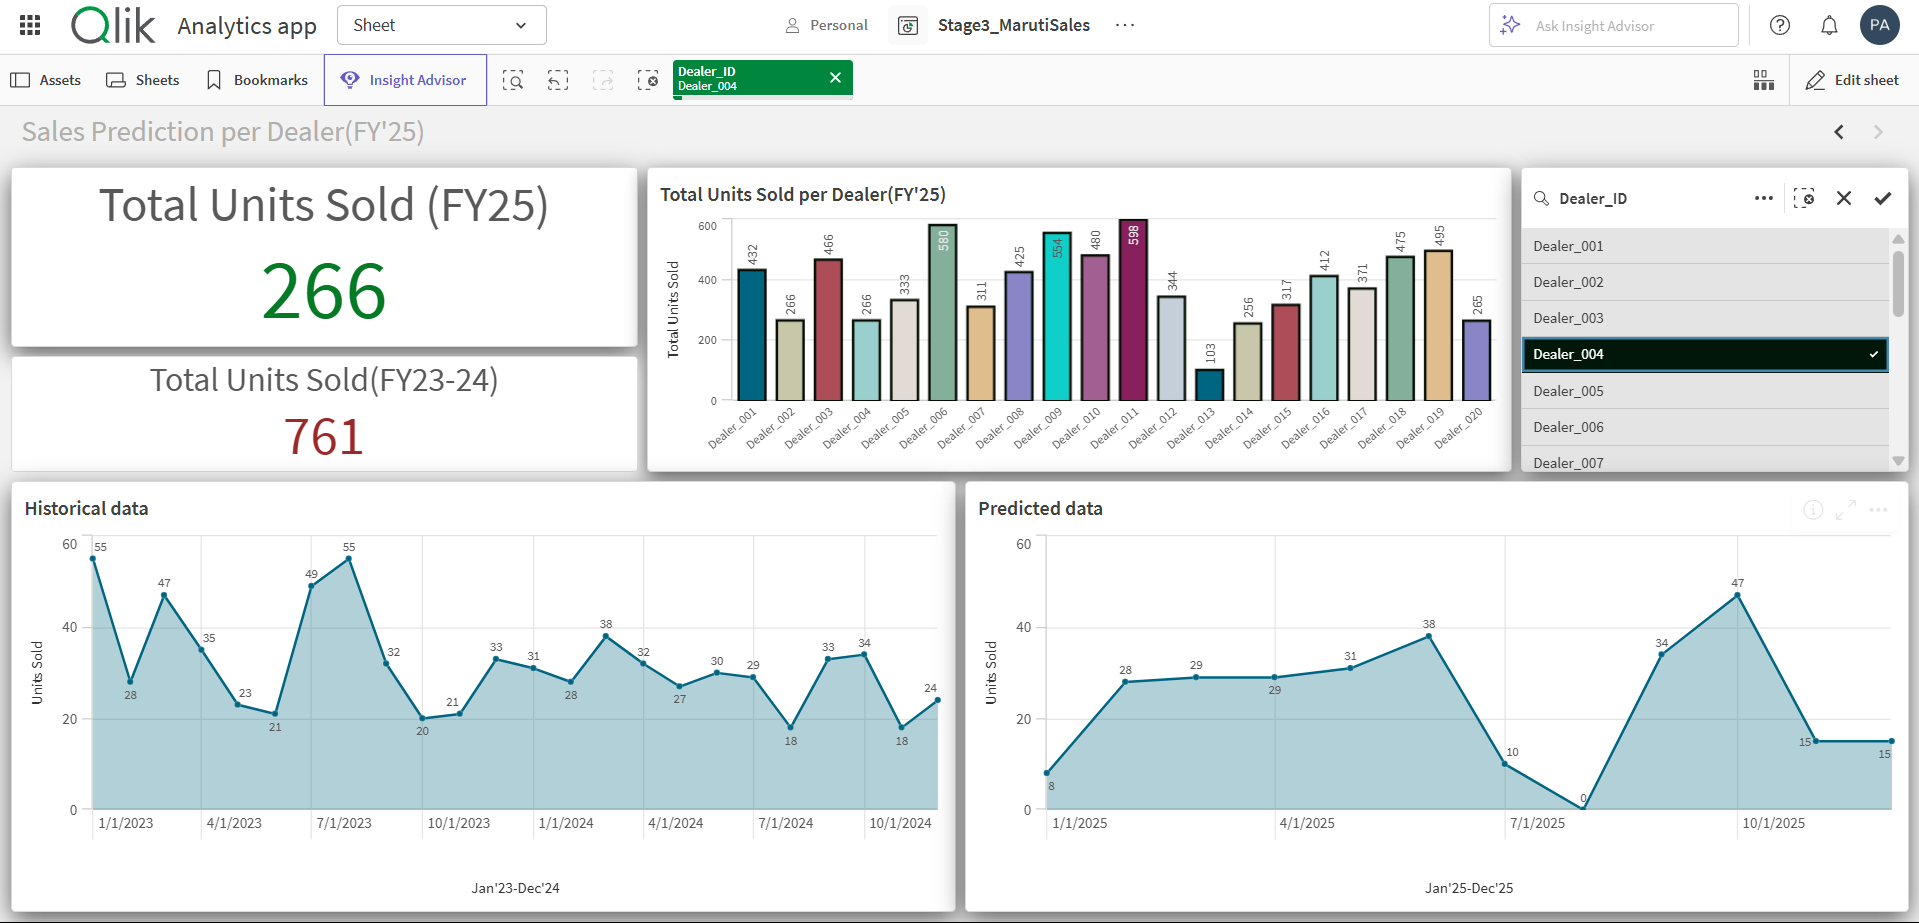 Qlik
Analytics app
Sheet
Personal
Stage3_MarutiSales
Ask Insight Advisor
PA
Assets
Sheets
Bookmarks
Insight Advisor
Dealer_ID
Dealer_004
Edit sheet
Sales Prediction per Dealer(FY'25)
Total Units Sold (FY25)
266
Total Units Sold(FY23-24)
761
Total Units Sold per Dealer(FY'25)
Total Units Sold
600
400
200
0
432
266
466
266
333
580
311
425
554
480
598
344
103
256
317
412
371
475
495
265
Dealer_001
Dealer_002
Dealer_003
Dealer_004
Dealer_005
Dealer_006
Dealer_007
Dealer_008
Dealer_009
Dealer_010
Dealer_011
Dealer_012
Dealer_013
Dealer_014
Dealer_015
Dealer_016
Dealer_017
Dealer_018
Dealer_019
Dealer_020
Dealer_ID
Dealer_001
Dealer_002
Dealer_003
Dealer_004
Dealer_005
Dealer_006
Dealer_007
Historical data
Units Sold
60
40
20
0
55
28
47
35
23
21
49
55
32
20
21
33
31
28
38
32
27
30
29
18
33
34
18
24
1/1/2023
4/1/2023
7/1/2023
10/1/2023
1/1/2024
4/1/2024
7/1/2024
10/1/2024
Jan'23-Dec'24
Predicted data
Units Sold
60
40
20
0
8
28
29
29
31
38
10
0
34
47
15
15
1/1/2025
4/1/2025
7/1/2025
10/1/2025
Jan'25-Dec'25